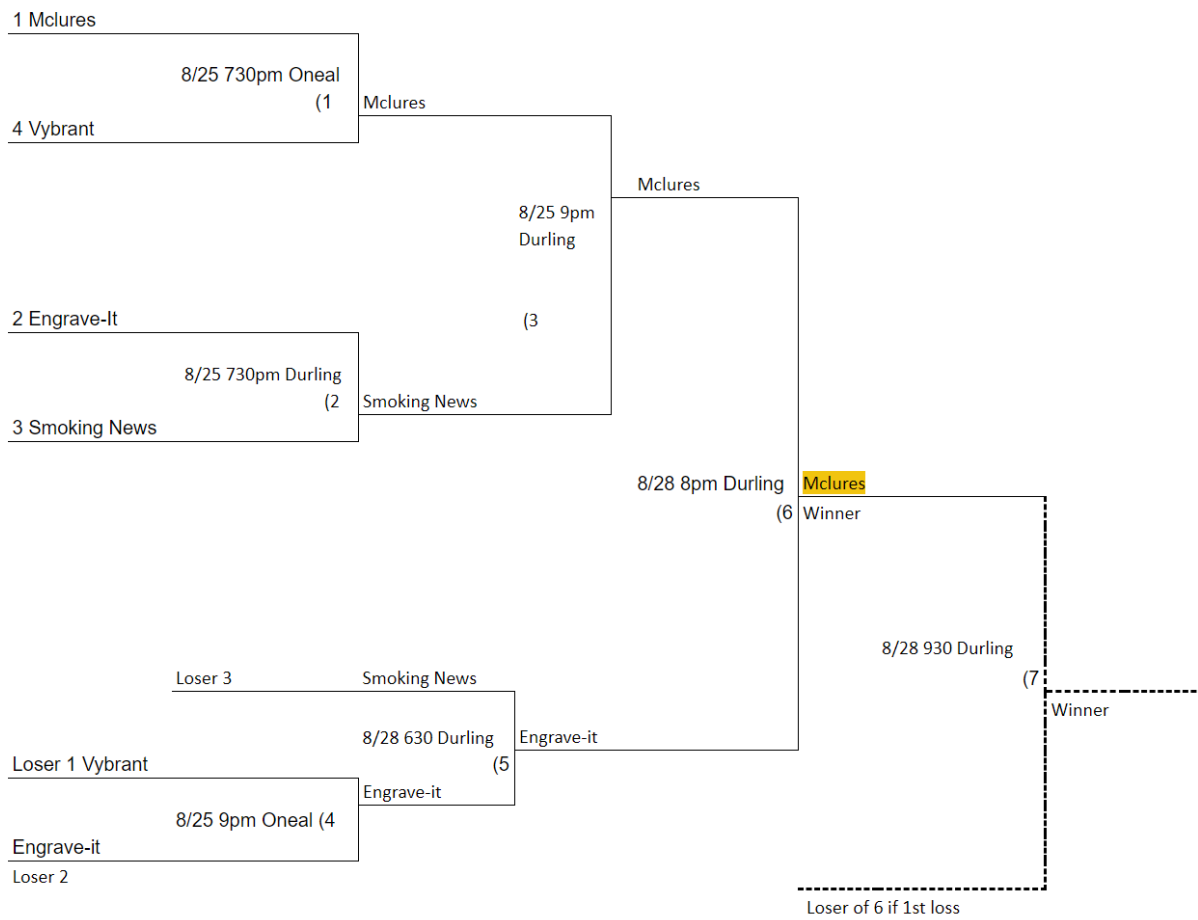 1 Mclures
8/25 730pm Oneal
(1
Mclures
4 Vybrant
Mclures
8/25 9pm
Durling
2 Engrave-It
(3
8/25 730pm Durling
(2
Smoking News
3 Smoking News
8/28 8pm Durling
Mclures
(6
Winner
8/28 930 Durling
(7
Winner
Loser 3
Smoking News
8/28 630 Durling
(5
Engrave-it
Loser 1 Vybrant
Engrave-it
8/25 9pm Oneal (4
Engrave-it
Loser 2
Loser of 6 if 1st loss